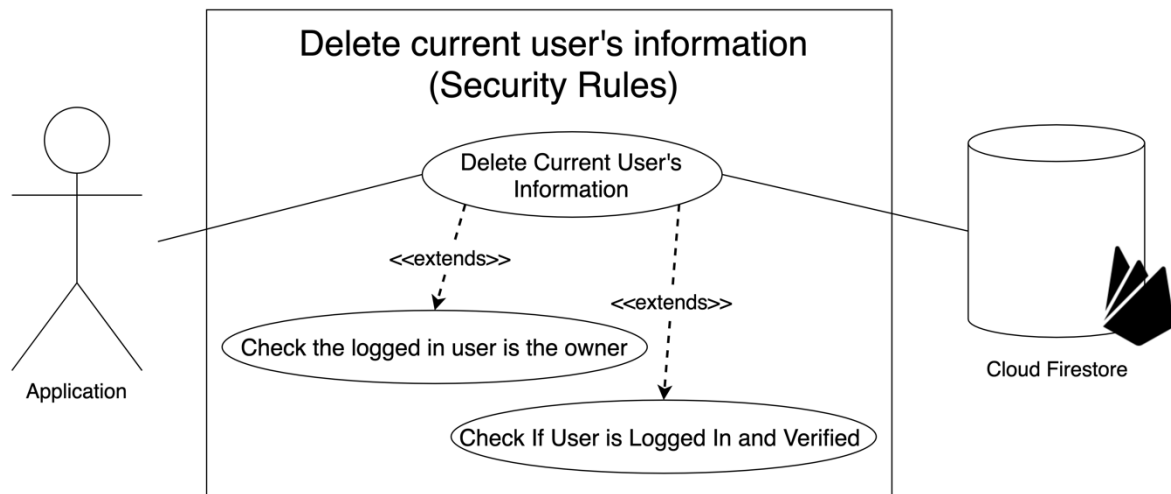 Delete current user's information
(Security Rules)
Delete Current User's
Information
<<extends>>
<<extends>>
Check the logged in user is the owner
Check If User is Logged In and Verified
Application
Cloud Firestore